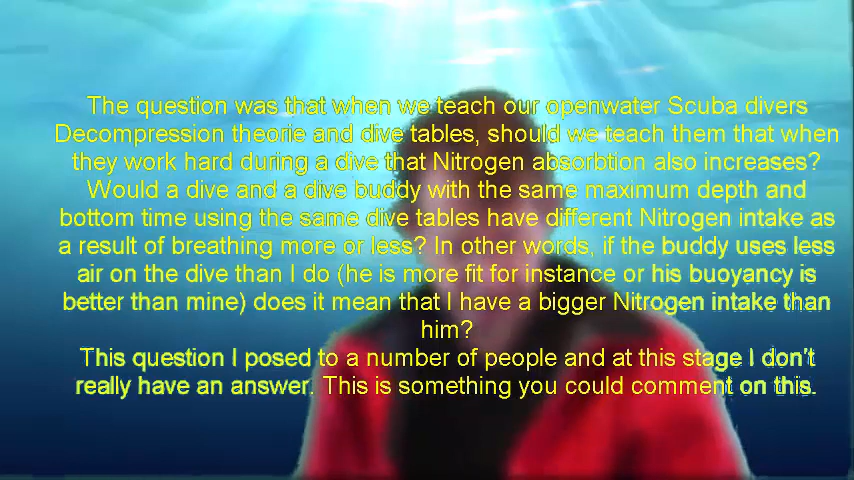 The question was that when we teach our openwater Scuba divers
Decompression theorie and dive tables, should we teach them that when
they work hard during a dive that Nitrogen absorbtion also increases?
Would a dive and a dive buddy with the same maximum depth and
bottom time using the same dive tables have different Nitrogen intake as
a result of breathing more or less? In other words, if the buddy uses less
air on the dive than I do (he is more fit for instance or his buoyancy is
better than mine) does it mean that I have a bigger Nitrogen intake than
him?
This question I posed to a number of people and at this stage I don't
really have an answer. This is something you could comment on this.